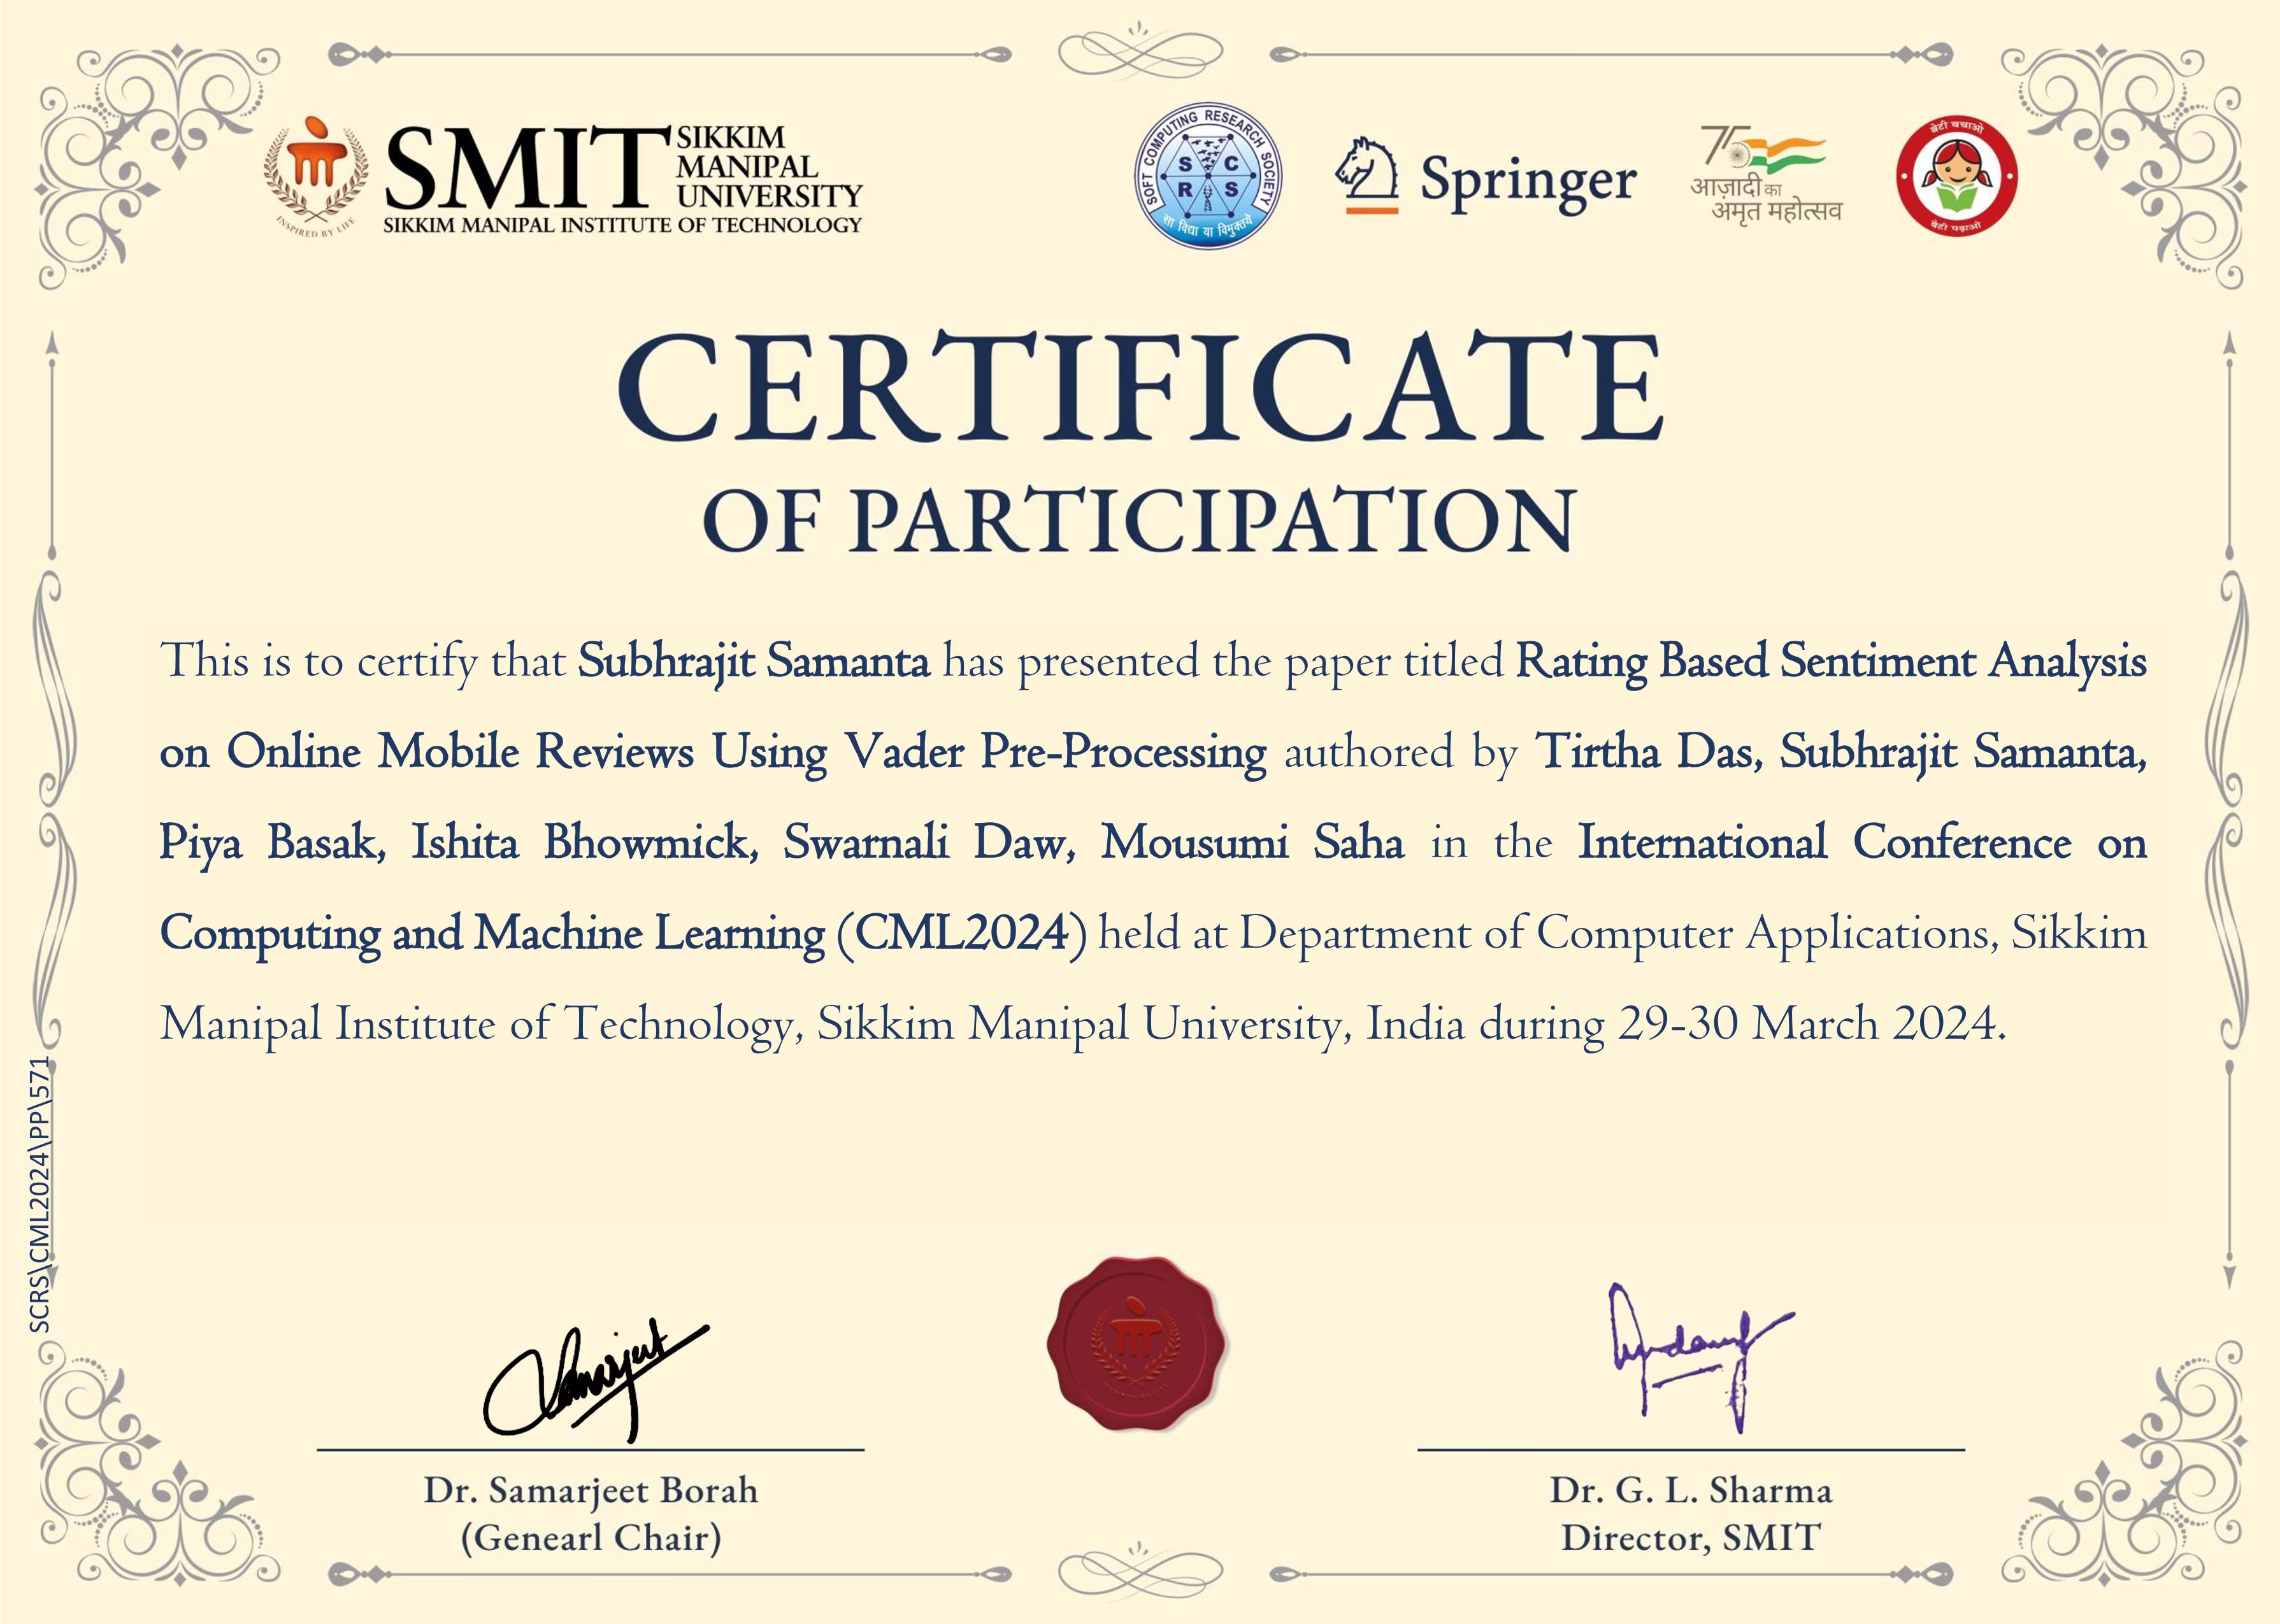 SMIT
SIKKIM
MANIPAL
UNIVERSITY
SIKKIM MANIPAL INSTITUTE OF TECHNOLOGY
INSPIRED BY LIFE
SOFT COMPUTING RESEARCH SOCIETY
S C
R S
सा विद्या या विमुक्तये
Springer
75
आज़ादी का
अमृत महोत्सव
बेटी बचाओ
बेटी पढ़ाओ
CERTIFICATE
OF PARTICIPATION
This is to certify that Subhrajit Samanta has presented the paper titled Rating Based Sentiment Analysis
on Online Mobile Reviews Using Vader Pre-Processing authored by Tirtha Das, Subhrajit Samanta,
Piya Basak, Ishita Bhowmick, Swarnali Daw, Mousumi Saha in the International Conference on
Computing and Machine Learning (CML2024) held at Department of Computer Applications, Sikkim
Manipal Institute of Technology, Sikkim Manipal University, India during 29-30 March 2024.
SCRS\CML2024\PP\571
Samarjeet
Dr. Samarjeet Borah
(Genearl Chair)
Dr. G. L. Sharma
Director, SMIT